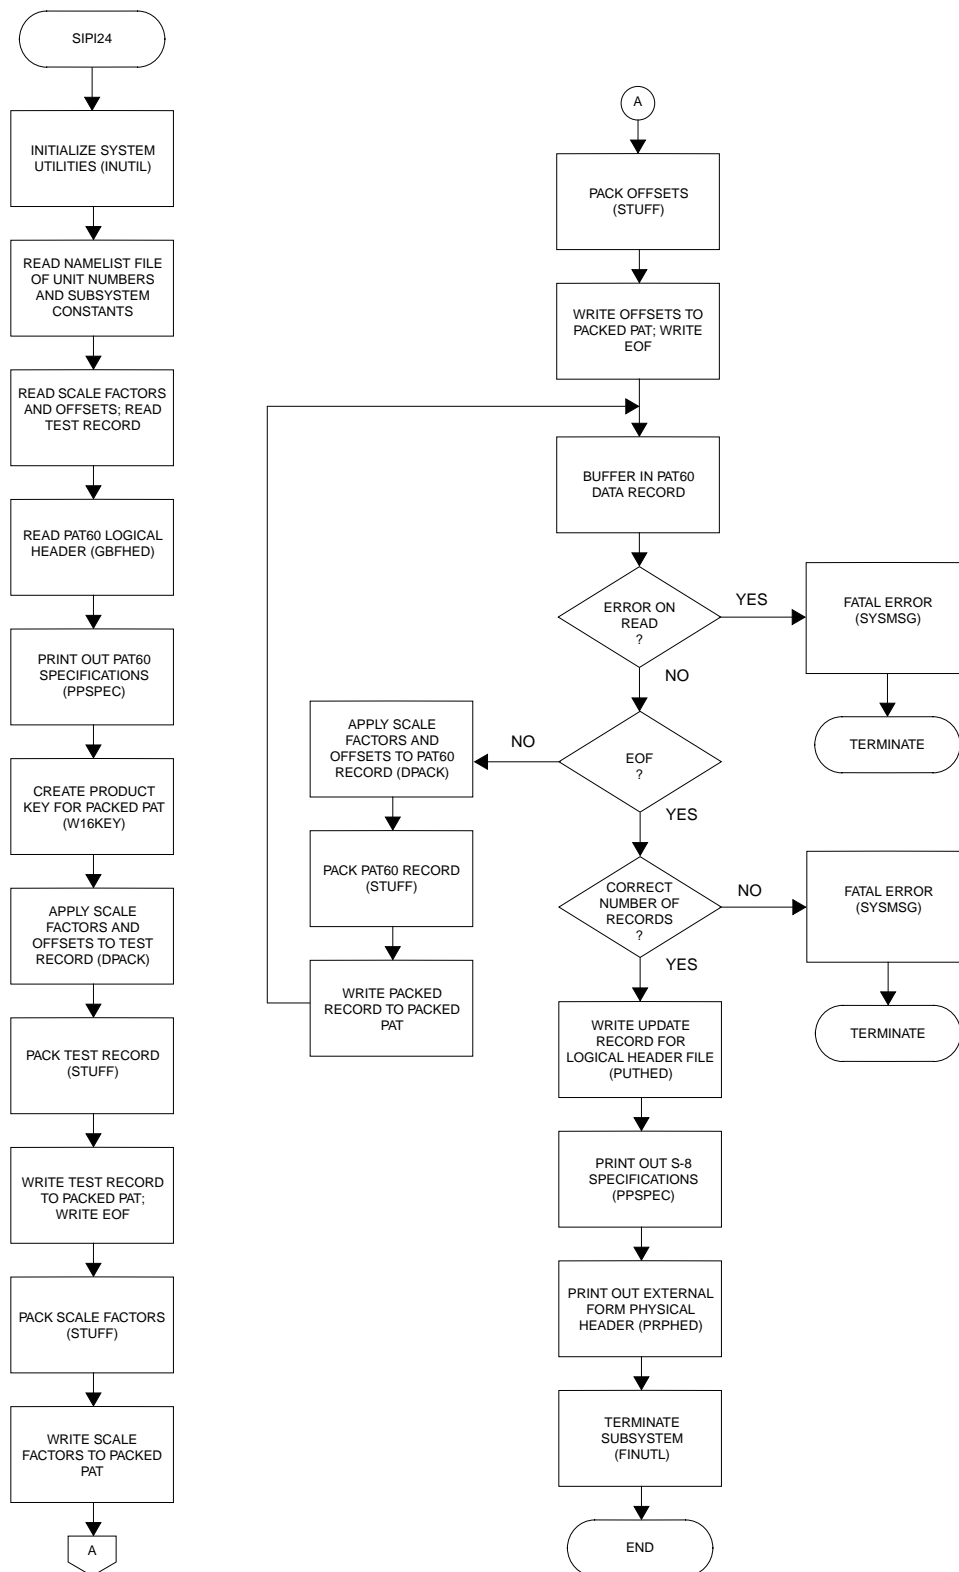 SIPI24
INITIALIZE SYSTEM
UTILITIES (INUTIL)
READ NAMELIST FILE
OF UNIT NUMBERS
AND SUBSYSTEM
CONSTANTS
READ SCALE FACTORS
AND OFFSETS; READ
TEST RECORD
READ PAT60 LOGICAL
HEADER (GBFHED)
PRINT OUT PAT60
SPECIFICATIONS
(PPSPEC)
CREATE PRODUCT
KEY FOR PACKED PAT
(W16KEY)
APPLY SCALE
FACTORS AND
OFFSETS TO TEST
RECORD (DPACK)
PACK TEST RECORD
(STUFF)
WRITE TEST RECORD
TO PACKED PAT;
WRITE EOF
PACK SCALE FACTORS
(STUFF)
WRITE SCALE
FACTORS TO PACKED
PAT
A
A
PACK OFFSETS
(STUFF)
WRITE OFFSETS TO
PACKED PAT; WRITE
EOF
BUFFER IN PAT60
DATA RECORD
ERROR ON
READ
?
YES
FATAL ERROR
(SYSMSG)
TERMINATE
NO
EOF
?
NO
APPLY SCALE
FACTORS AND
OFFSETS TO PAT60
RECORD (DPACK)
PACK PAT60 RECORD
(STUFF)
WRITE PACKED
RECORD TO PACKED
PAT
YES
CORRECT
NUMBER OF
RECORDS
?
NO
FATAL ERROR
(SYSMSG)
TERMINATE
YES
WRITE UPDATE
RECORD FOR
LOGICAL HEADER FILE
(PUTHED)
PRINT OUT S-8
SPECIFICATIONS
(PPSPEC)
PRINT OUT EXTERNAL
FORM PHYSICAL
HEADER (PRPHED)
TERMINATE
SUBSYSTEM
(FINUTL)
END